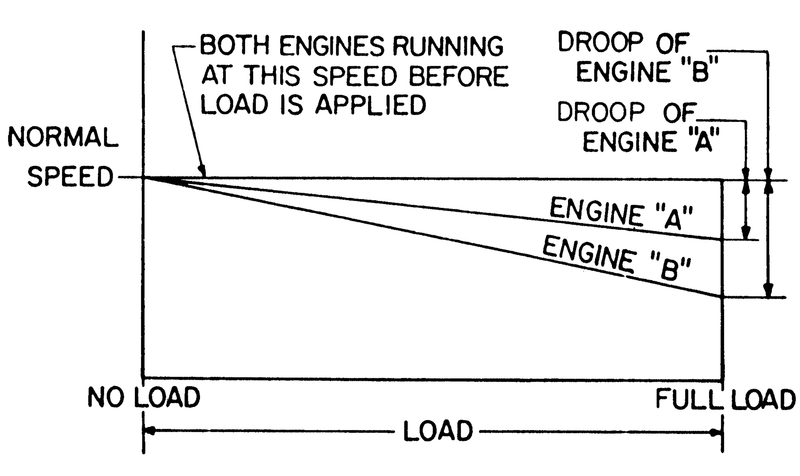 BOTH ENGINES RUNNING
AT THIS SPEED BEFORE
LOAD IS APPLIED
DROOP OF
ENGINE "B"
DROOP OF
ENGINE "A"
NORMAL
SPEED
ENGINE "A"
ENGINE "B"
NO LOAD
FULL LOAD
LOAD